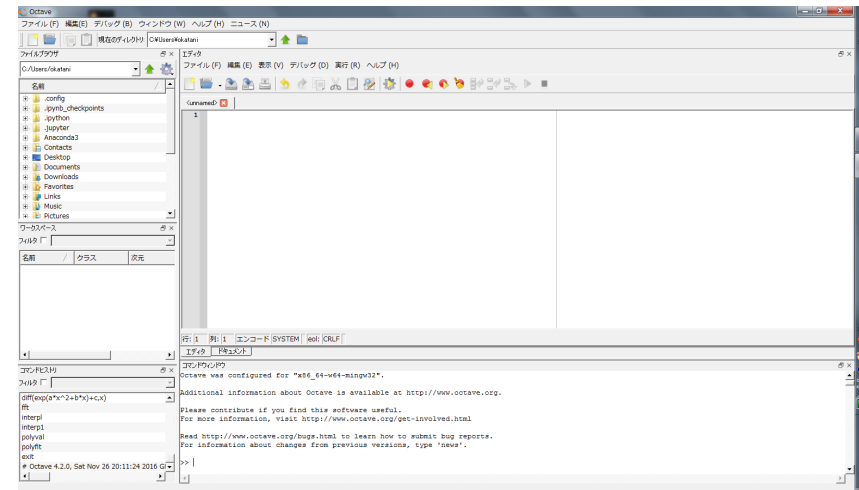 Octave
ファイル (F) 編集(E) デバッグ (B) ウィンドウ (W) ヘルプ (H) ニュース (N)
現在のディレクトリ: C:¥Users¥okatani
ファイルブラウザ
C:/Users/okatani
名前
.config
.ipynb_checkpoints
.ipython
.jupyter
Anaconda3
Contacts
Desktop
Documents
Downloads
Favorites
Links
Music
Pictures
ワークスペース
フィルタ
名前 クラス 次元
コマンドヒストリ
フィルタ
diff(exp(a*x^2+b*x)+c,x)
fft
interpl
interp1
polyval
polyfit
exit
# Octave 4.2.0, Sat Nov 26 20:11:24 2016 G
エディタ
ファイル (F) 編集 (E) 表示 (V) デバッグ (D) 実行 (R) ヘルプ (H)
<unnamed>
1
行: 1 列: 1 エンコード SYSTEM eol: CRLF
エディタ ドキュメント
コマンドウィンドウ
Octave was configured for "x86_64-w64-mingw32".
Additional information about Octave is available at http://www.octave.org.
Please contribute if you find this software useful.
For more information, visit http://www.octave.org/get-involved.html
Read http://www.octave.org/bugs.html to learn how to submit bug reports.
For information about changes from previous versions, type 'news'.
>>